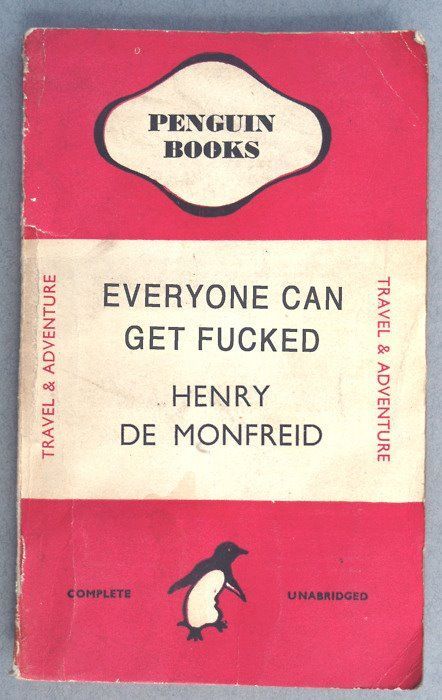 PENGUIN
BOOKS
EVERYONE CAN
GET FUCKED
HENRY
DE MONFREID
TRAVEL & ADVENTURE
TRAVEL & ADVENTURE
COMPLETE
UNABRIDGED